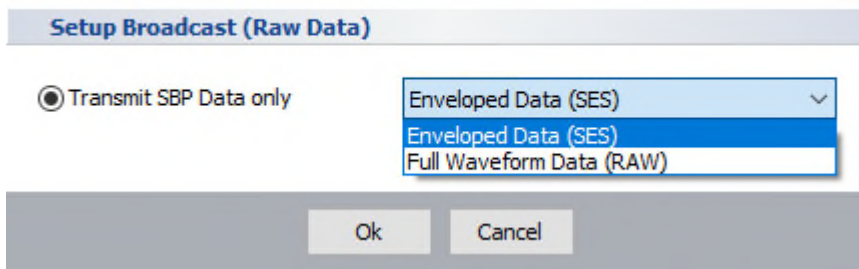 Setup Broadcast (Raw Data)
Transmit SBP Data only
Enveloped Data (SES)
Enveloped Data (SES)
Full Waveform Data (RAW)
Ok
Cancel